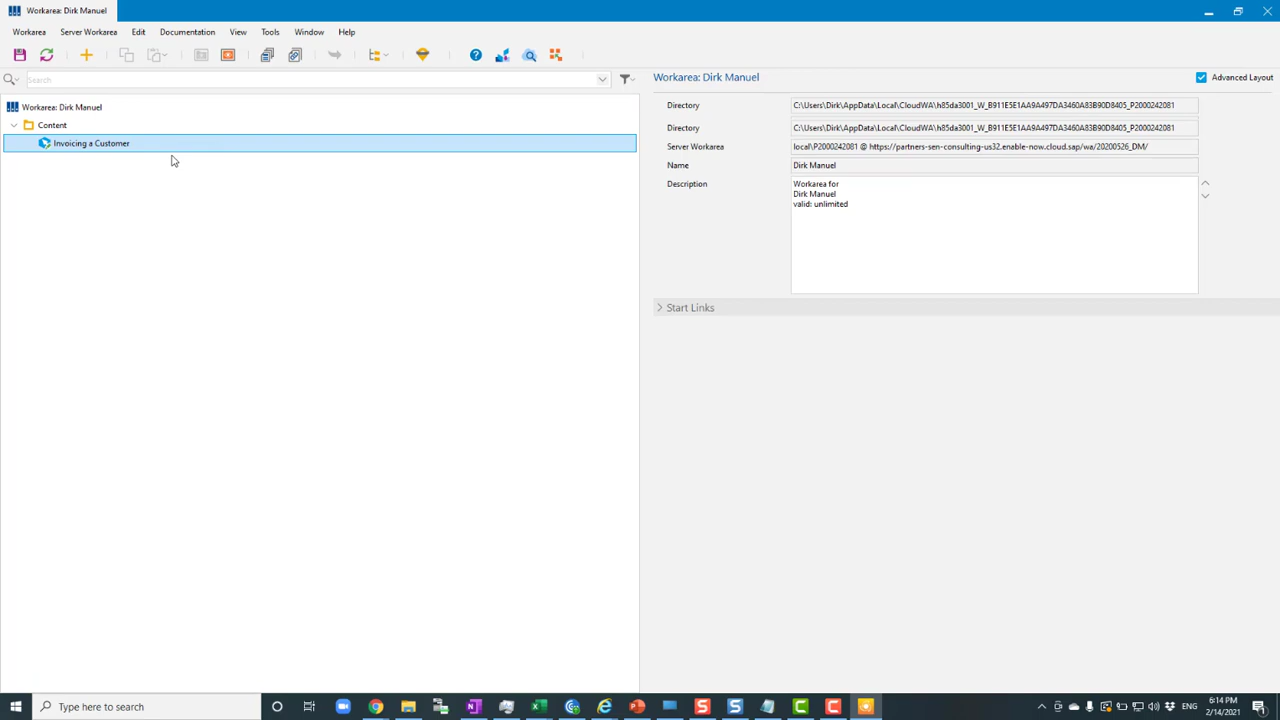 Workarea: Dirk Manuel
Workarea Server Workarea Edit Documentation View Tools Window Help
Search
Workarea: Dirk Manuel
Content
Invoicing a Customer
Workarea: Dirk Manuel
Advanced Layout
Directory C:\Users\Dirk\AppData\Local\CloudWA\h85da3001_W_B911E5E1AA9A497DA3460A83B90D8405_P2000242081
Directory C:\Users\Dirk\AppData\Local\CloudWA\h85da3001_W_B911E5E1AA9A497DA3460A83B90D8405_P2000242081
Server Workarea local\P2000242081 @ https://partners-sen-consulting-us32.enable-now.cloud.sap/wa/20200526_DM/
Name Dirk Manuel
Description Workarea for
Dirk Manuel
valid: unlimited
Start Links
Type here to search
ENG
6:14 PM
2/14/2021